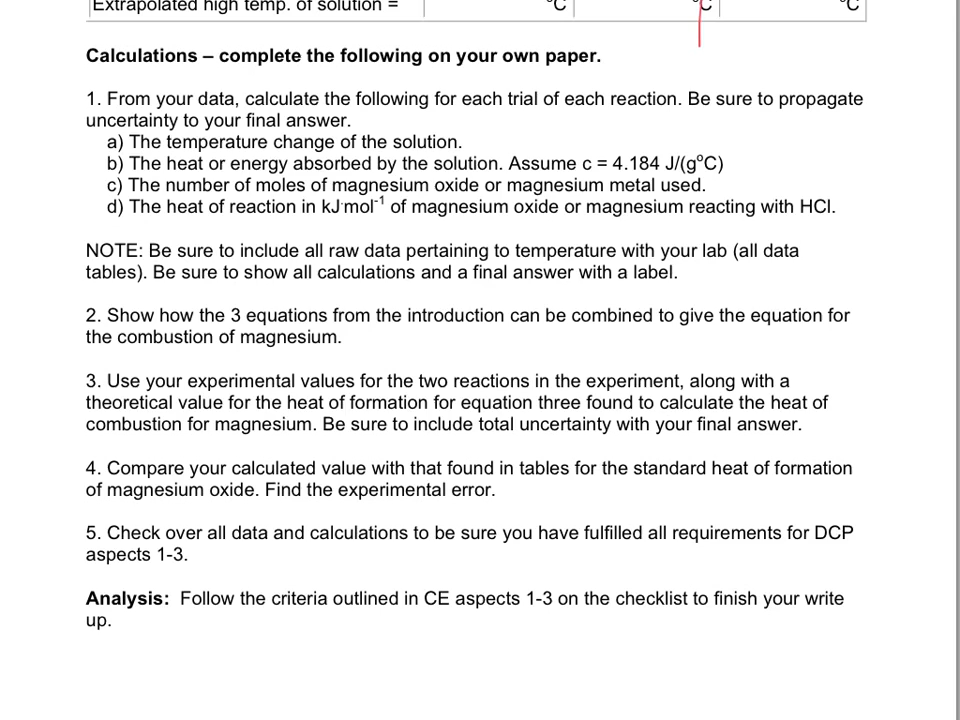 Extrapolated high temp. of solution = °C °C °C
Calculations – complete the following on your own paper.
1. From your data, calculate the following for each trial of each reaction. Be sure to propagate
uncertainty to your final answer.
a) The temperature change of the solution.
b) The heat or energy absorbed by the solution. Assume c = 4.184 J/(g°C)
c) The number of moles of magnesium oxide or magnesium metal used.
d) The heat of reaction in kJ·mol⁻¹ of magnesium oxide or magnesium reacting with HCl.
NOTE: Be sure to include all raw data pertaining to temperature with your lab (all data
tables). Be sure to show all calculations and a final answer with a label.
2. Show how the 3 equations from the introduction can be combined to give the equation for
the combustion of magnesium.
3. Use your experimental values for the two reactions in the experiment, along with a
theoretical value for the heat of formation for equation three found to calculate the heat of
combustion for magnesium. Be sure to include total uncertainty with your final answer.
4. Compare your calculated value with that found in tables for the standard heat of formation
of magnesium oxide. Find the experimental error.
5. Check over all data and calculations to be sure you have fulfilled all requirements for DCP
aspects 1-3.
Analysis: Follow the criteria outlined in CE aspects 1-3 on the checklist to finish your write
up.